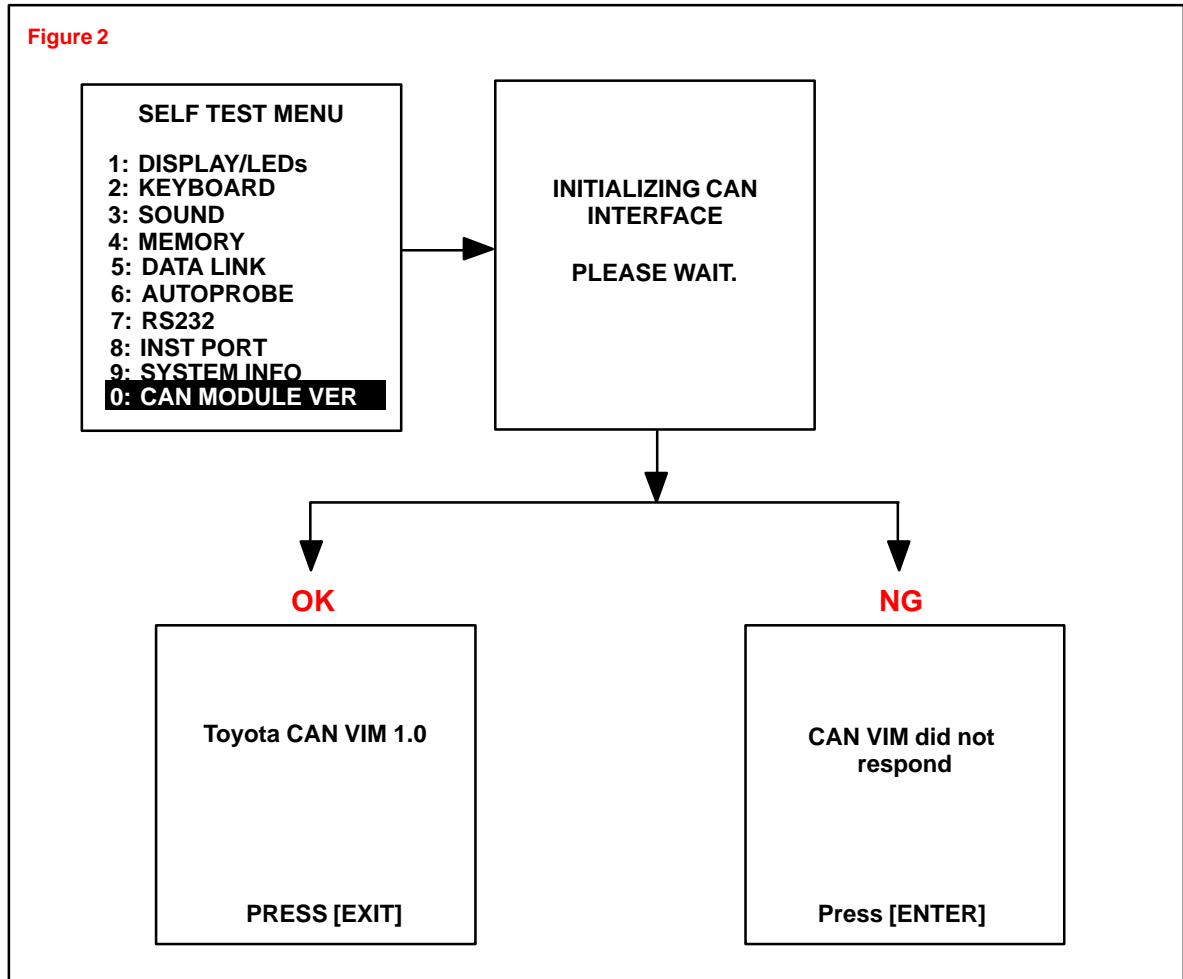 Figure 2
SELF TEST MENU
1: DISPLAY/LEDs
2: KEYBOARD
3: SOUND
4: MEMORY
5: DATA LINK
6: AUTOPROBE
7: RS232
8: INST PORT
9: SYSTEM INFO
0: CAN MODULE VER
INITIALIZING CAN
INTERFACE
PLEASE WAIT.
OK
Toyota CAN VIM 1.0
PRESS [EXIT]
NG
CAN VIM did not
respond
Press [ENTER]